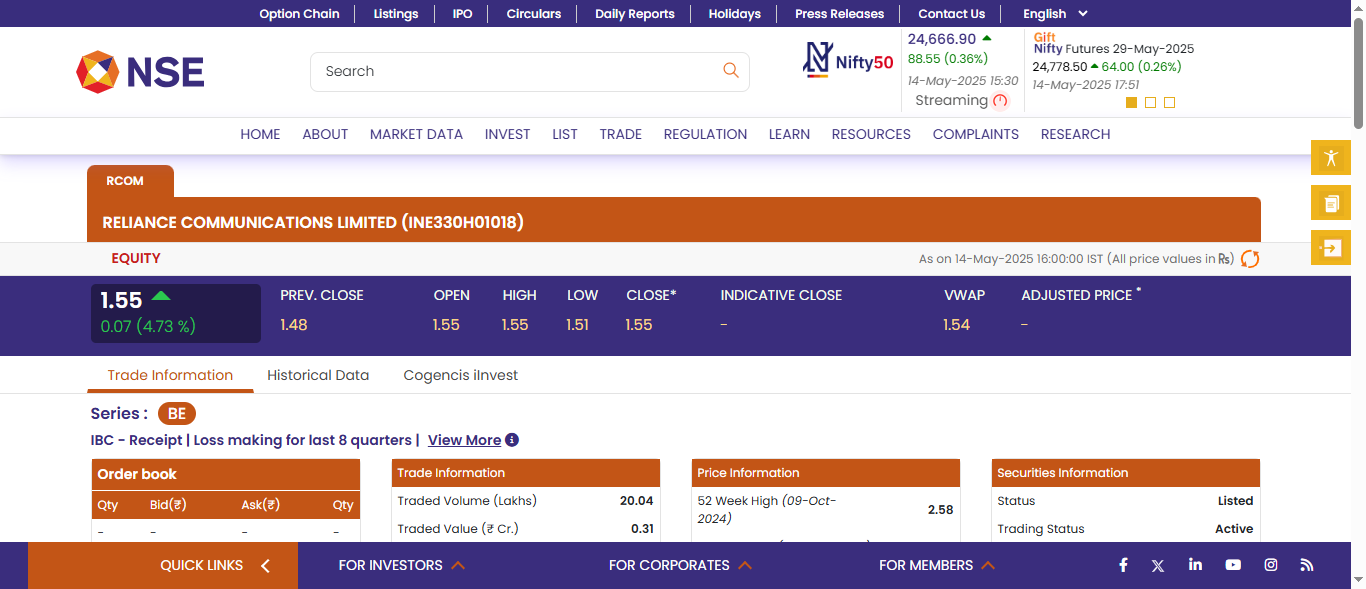 Option Chain Listings IPO Circulars Daily Reports Holidays Press Releases Contact Us English
NSE
Search
Nifty50
24,666.90
88.55 (0.36%)
14-May-2025 15:30
Streaming
Gift
Nifty Futures 29-May-2025
24,778.50 64.00 (0.26%)
14-May-2025 17:51
HOME ABOUT MARKET DATA INVEST LIST TRADE REGULATION LEARN RESOURCES COMPLAINTS RESEARCH
RCOM
RELIANCE COMMUNICATIONS LIMITED (INE330H01018)
EQUITY
As on 14-May-2025 16:00:00 IST (All price values in ₨)
1.55
0.07 (4.73 %)
PREV. CLOSE OPEN HIGH LOW CLOSE* INDICATIVE CLOSE VWAP ADJUSTED PRICE *
1.48 1.55 1.55 1.51 1.55 - 1.54 -
Trade Information Historical Data Cogencis iInvest
Series : BE
IBC - Receipt | Loss making for last 8 quarters | View More
Order book
Qty Bid(₹) Ask(₹) Qty
- - - -
Trade Information
Traded Volume (Lakhs) 20.04
Traded Value (₹ Cr.) 0.31
Price Information
52 Week High (09-Oct-
2024) 2.58
Securities Information
Status Listed
Trading Status Active
QUICK LINKS FOR INVESTORS FOR CORPORATES FOR MEMBERS